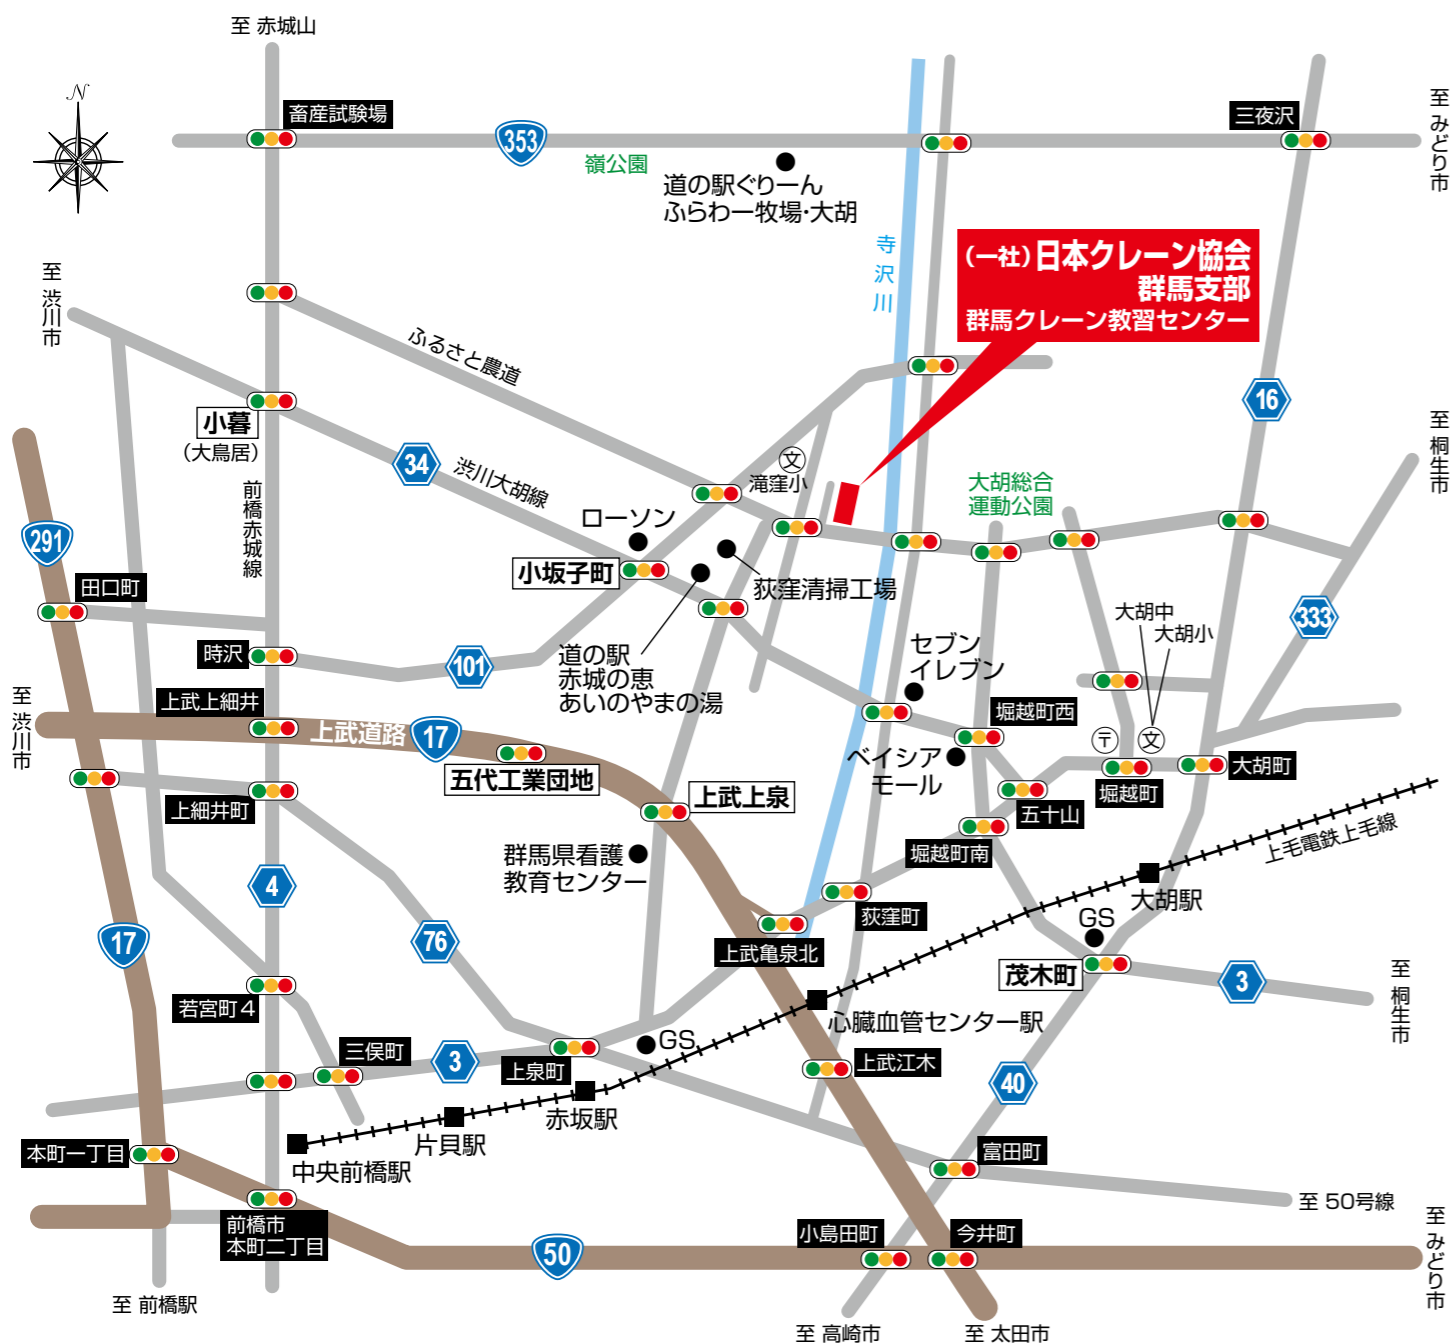 至 赤城山
N
畜産試験場
353
嶺公園
道の駅ぐりーん
ふらわー牧場・大胡
三夜沢
至 みどり市
寺沢川
(一社)日本クレーン協会
群馬支部
群馬クレーン教習センター
至 渋川市
ふるさと農道
小暮
(大鳥居)
34
渋川大胡線
前橋赤城線
文
滝窪小
大胡総合
運動公園
16
至 桐生市
ローソン
小坂子町
荻窪清掃工場
291
田口町
時沢
101
道の駅
赤城の恵
あいのやまの湯
セブン
イレブン
大胡中
大胡小
333
至 渋川市
上武上細井
上武道路
17
五代工業団地
上武上泉
堀越町西
ベイシア
モール
〒
文
大胡町
堀越町
五十山
堀越町南
上細井町
群馬県看護
教育センター
上毛電鉄上毛線
大胡駅
4
76
17
荻窪町
上武亀泉北
GS
茂木町
3
至 桐生市
若宮町4
心臓血管センター駅
三俣町
3
上泉町
GS
上武江木
40
赤坂駅
片貝駅
中央前橋駅
本町一丁目
富田町
至 50号線
前橋市
本町二丁目
50
小島田町
今井町
至 みどり市
至 前橋駅
至 高崎市
至 太田市